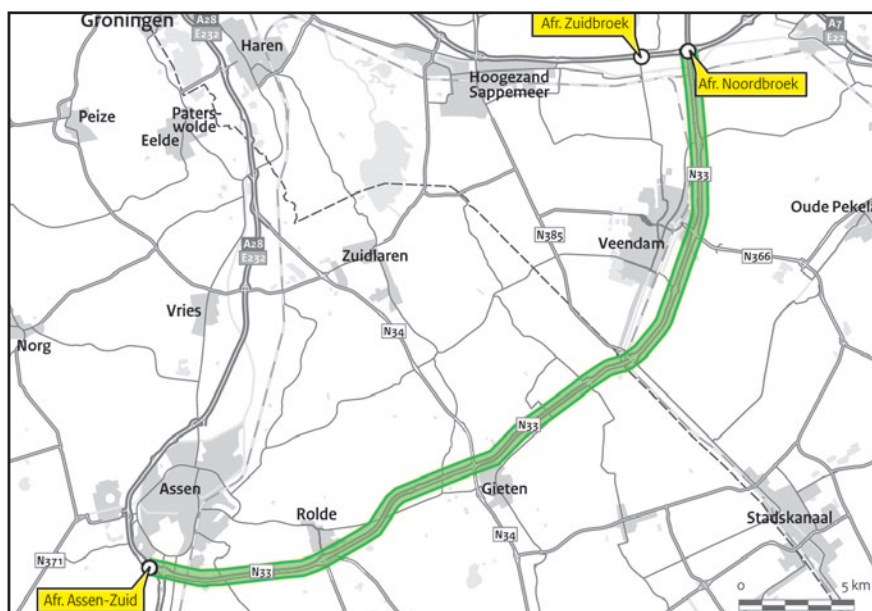 Groningen
A28
E232
Haren
Afr. Zuidbroek
A7
E22
Hoogezand
Sappemeer
Afr. Noordbroek
Peize
Paters-
wolde
Eelde
N33
Oude Pekela
A28
E232
Zuidlaren
N385
Veendam
N366
Vries
N34
Norg
N33
Assen
Gieten
Rolde
Stadskanaal
N34
N371
N33
Afr. Assen-Zuid
0
5 km